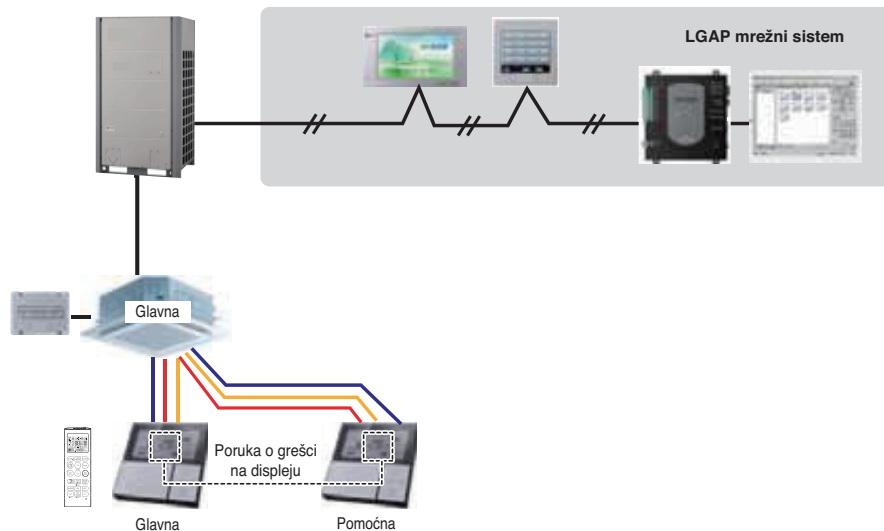 LGAP mrežni sistem
Glavna
Poruka o grešci
na displeju
Glavna
Pomoćna